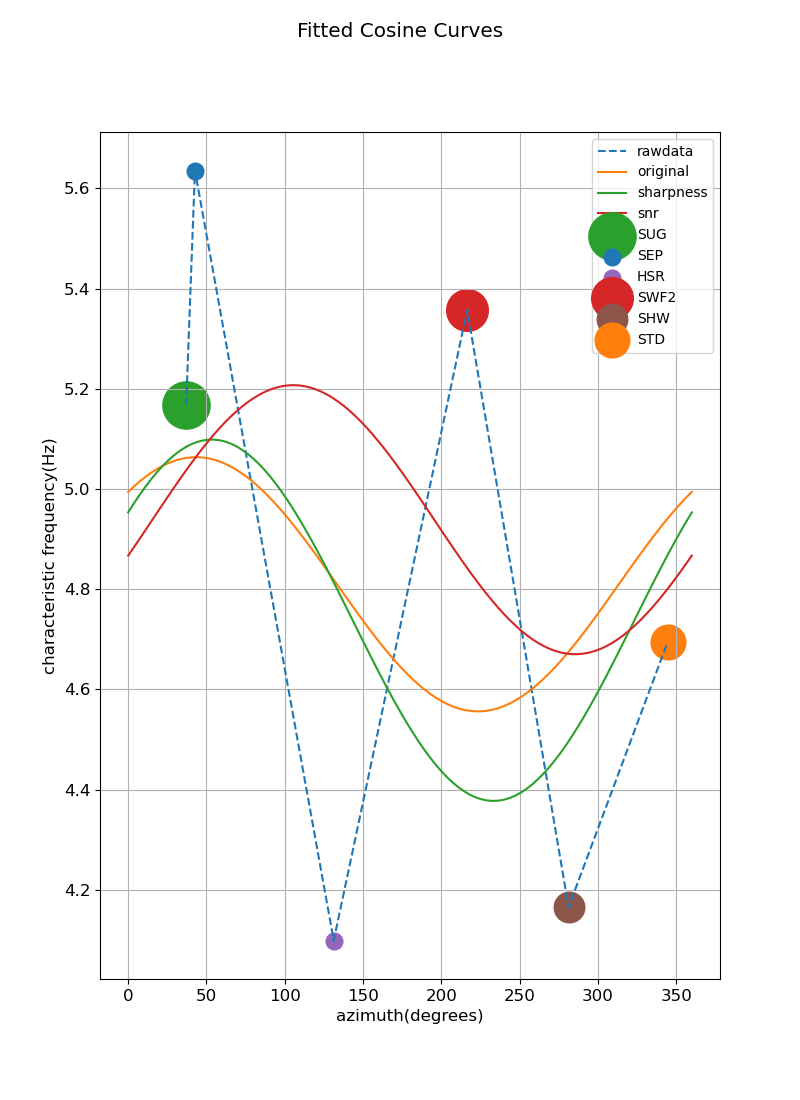 Fitted Cosine Curves
rawdata
original
sharpness
snr
SUG
SEP
HSR
SWF2
SHW
STD
characteristic frequency(Hz)
5.6
5.4
5.2
5.0
4.8
4.6
4.4
4.2
0 50 100 150 200 250 300 350
azimuth(degrees)